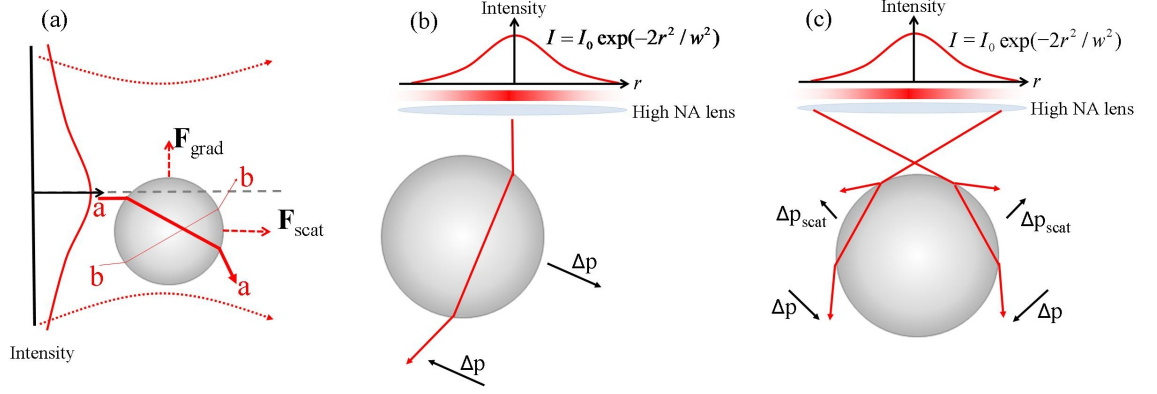 (a)
F_grad
b
a
F_scat
b
a
Intensity
(b)
Intensity
I = I_0 exp(−2r^2 / w^2)
r
High NA lens
Δp
Δp
(c)
Intensity
I = I_0 exp(−2r^2 / w^2)
r
High NA lens
Δp_scat
Δp_scat
Δp
Δp